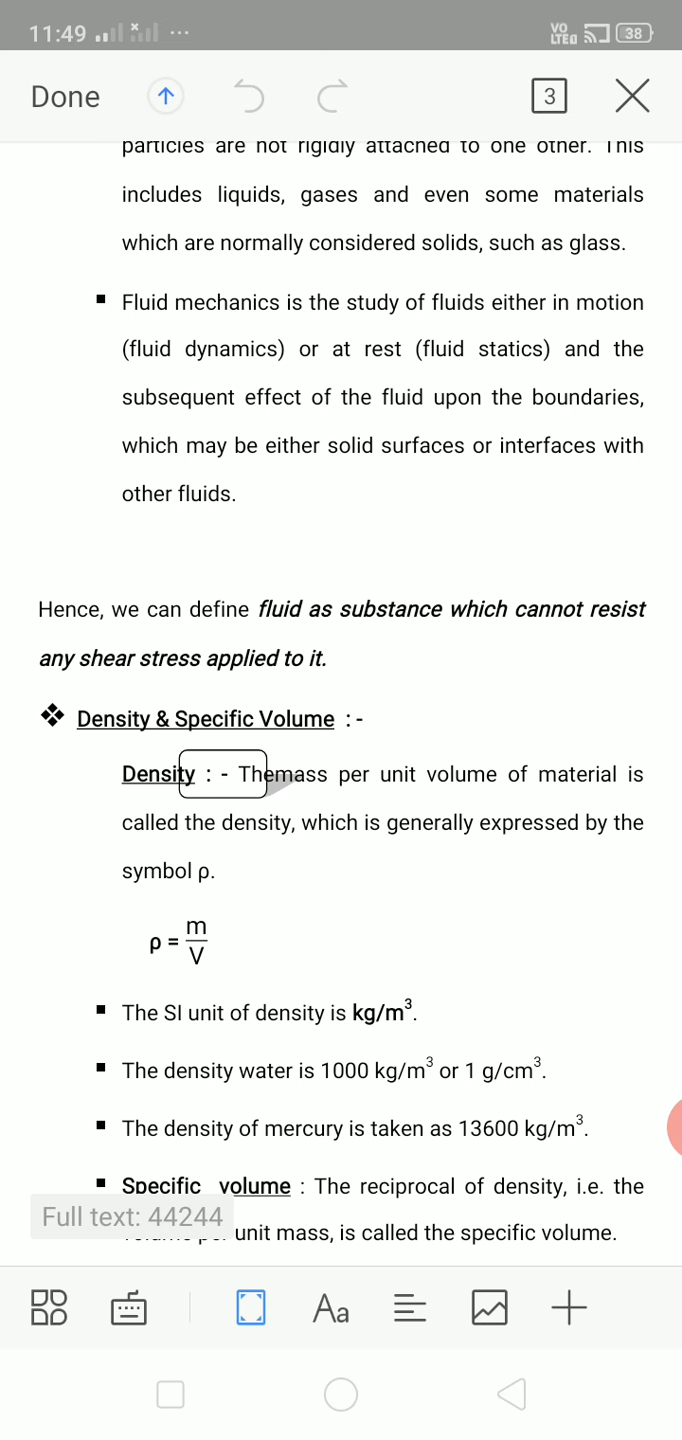 11:49
VO LTE 38
Done
3
particles are not rigidly attached to one other. This
includes liquids, gases and even some materials
which are normally considered solids, such as glass.
▪ Fluid mechanics is the study of fluids either in motion
(fluid dynamics) or at rest (fluid statics) and the
subsequent effect of the fluid upon the boundaries,
which may be either solid surfaces or interfaces with
other fluids.
Hence, we can define fluid as substance which cannot resist
any shear stress applied to it.
❖ Density & Specific Volume : -
Density : - Themass per unit volume of material is
called the density, which is generally expressed by the
symbol ρ.
ρ = m/V
▪ The SI unit of density is kg/m³.
▪ The density water is 1000 kg/m³ or 1 g/cm³.
▪ The density of mercury is taken as 13600 kg/m³.
▪ Specific volume : The reciprocal of density, i.e. the
unit mass, is called the specific volume.
Full text: 44244
Aa